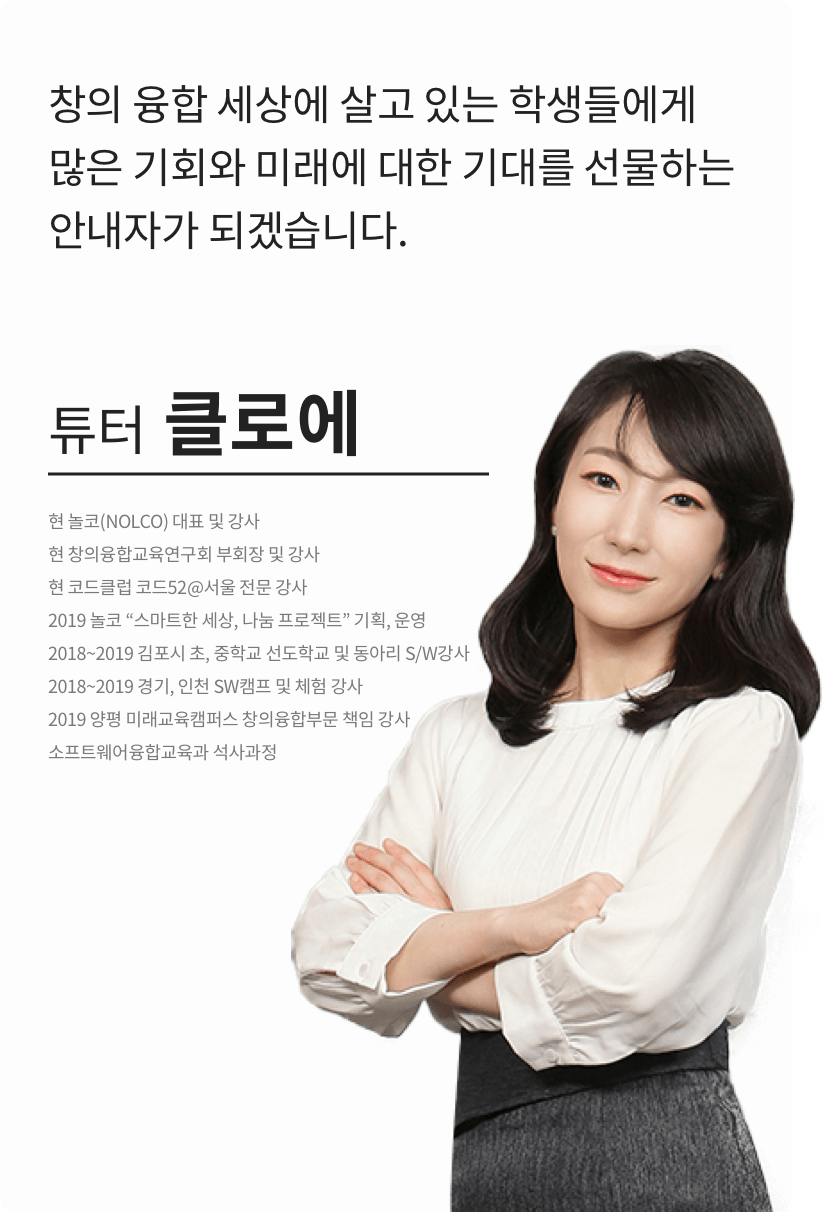 창의 융합 세상에 살고 있는 학생들에게
많은 기회와 미래에 대한 기대를 선물하는
안내자가 되겠습니다.
튜터 클로에
현 놀코(NOLCO) 대표 및 강사
현 창의융합교육연구회 부회장 및 강사
현 코드클럽 코드52@서울 전문 강사
2019 놀코 “스마트한 세상, 나눔 프로젝트” 기획, 운영
2018~2019 김포시 초, 중학교 선도학교 및 동아리 S/W강사
2018~2019 경기, 인천 SW캠프 및 체험 강사
2019 양평 미래교육캠퍼스 창의융합부문 책임 강사
소프트웨어융합교육과 석사과정